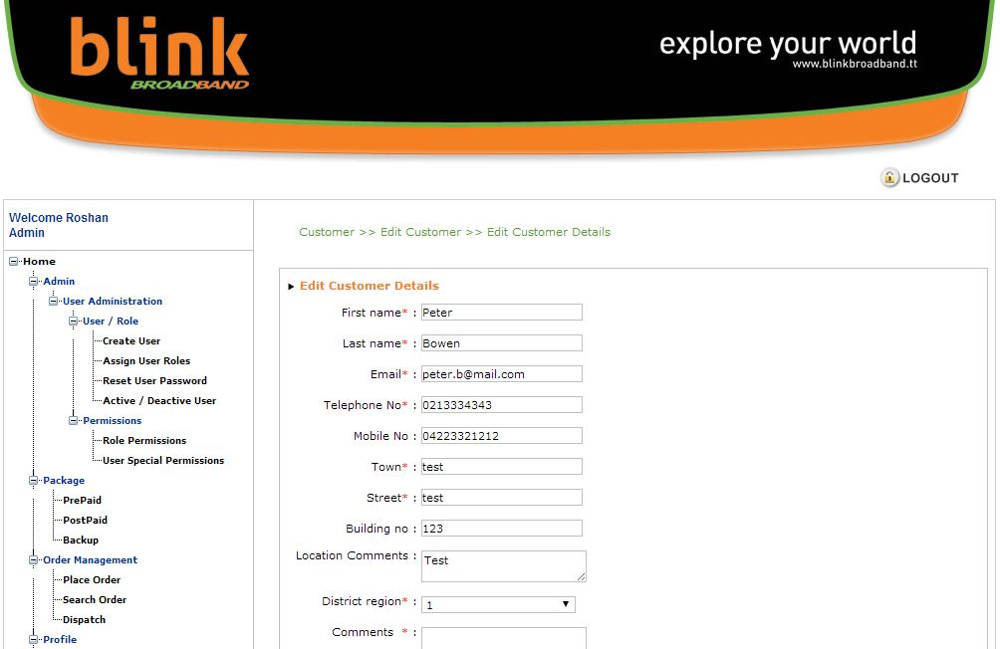 blink
BROADBAND
explore your world
www.blinkbroadband.tt
LOGOUT
Welcome Roshan
Admin
Home
Admin
User Administration
User / Role
Create User
Assign User Roles
Reset User Password
Active / Deactive User
Permissions
Role Permissions
User Special Permissions
Package
PrePaid
PostPaid
Backup
Order Management
Place Order
Search Order
Dispatch
Profile
Customer >> Edit Customer >> Edit Customer Details
Edit Customer Details
First name* : Peter
Last name* : Bowen
Email* : peter.b@mail.com
Telephone No* : 0213334343
Mobile No : 04223321212
Town* : test
Street* : test
Building no : 123
Location Comments : Test
District region* : 1
Comments * :